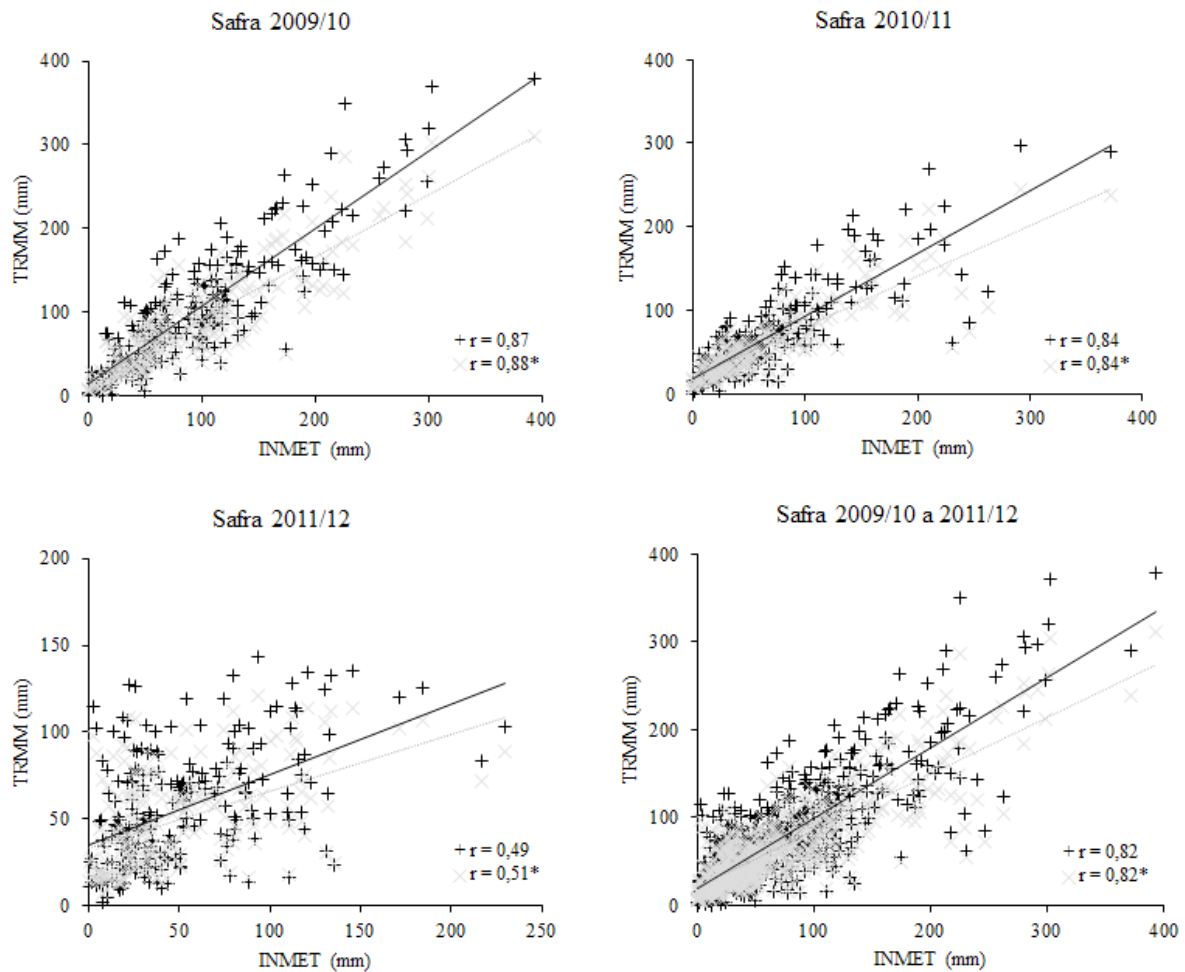 Safra 2009/10
400
300
200
100
0
TRMM (mm)
0 100 200 300 400
INMET (mm)
+ r = 0,87
× r = 0,88*
Safra 2010/11
400
300
200
100
0
TRMM (mm)
0 100 200 300 400
INMET (mm)
+ r = 0,84
× r = 0,84*
Safra 2011/12
200
150
100
50
0
TRMM (mm)
0 50 100 150 200 250
INMET (mm)
+ r = 0,49
× r = 0,51*
Safra 2009/10 a 2011/12
400
300
200
100
0
TRMM (mm)
0 100 200 300 400
INMET (mm)
+ r = 0,82
× r = 0,82*